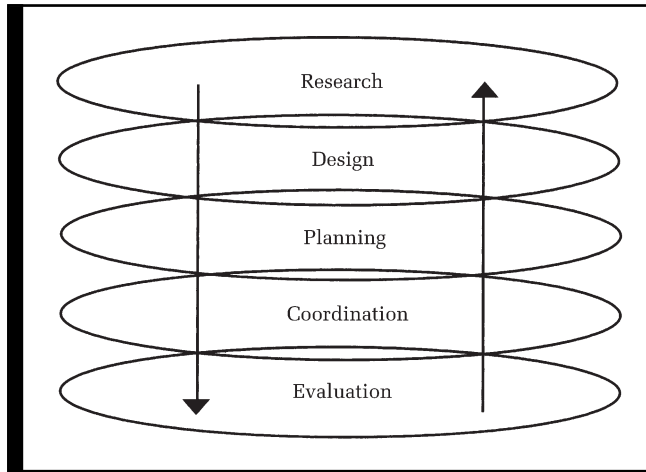 Research
Design
Planning
Coordination
Evaluation